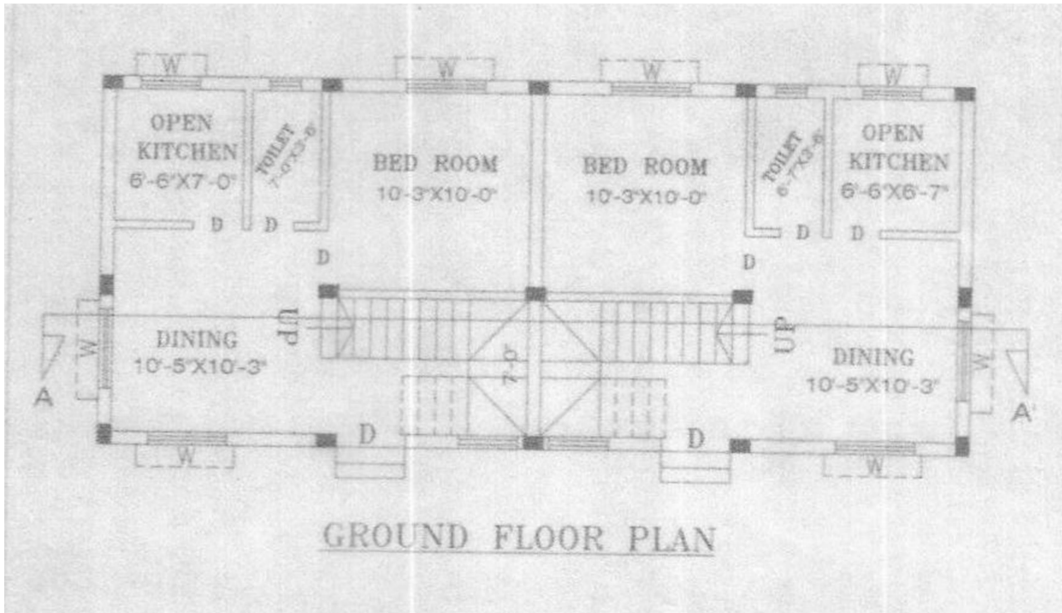 W
W
W
W
OPEN
KITCHEN
6'-6"X7'-0"
TOILET
7'-0"X3'-6"
BED ROOM
10'-3"X10'-0"
BED ROOM
10'-3"X10'-0"
TOILET
6'-7"X3'-6"
OPEN
KITCHEN
6'-6"X6'-7"
D
D
D
D
D
D
UP
UP
W
DINING
10'-5"X10'-3"
7'-0"
DINING
10'-5"X10'-3"
W
A
A'
D
D
W
W
GROUND FLOOR PLAN